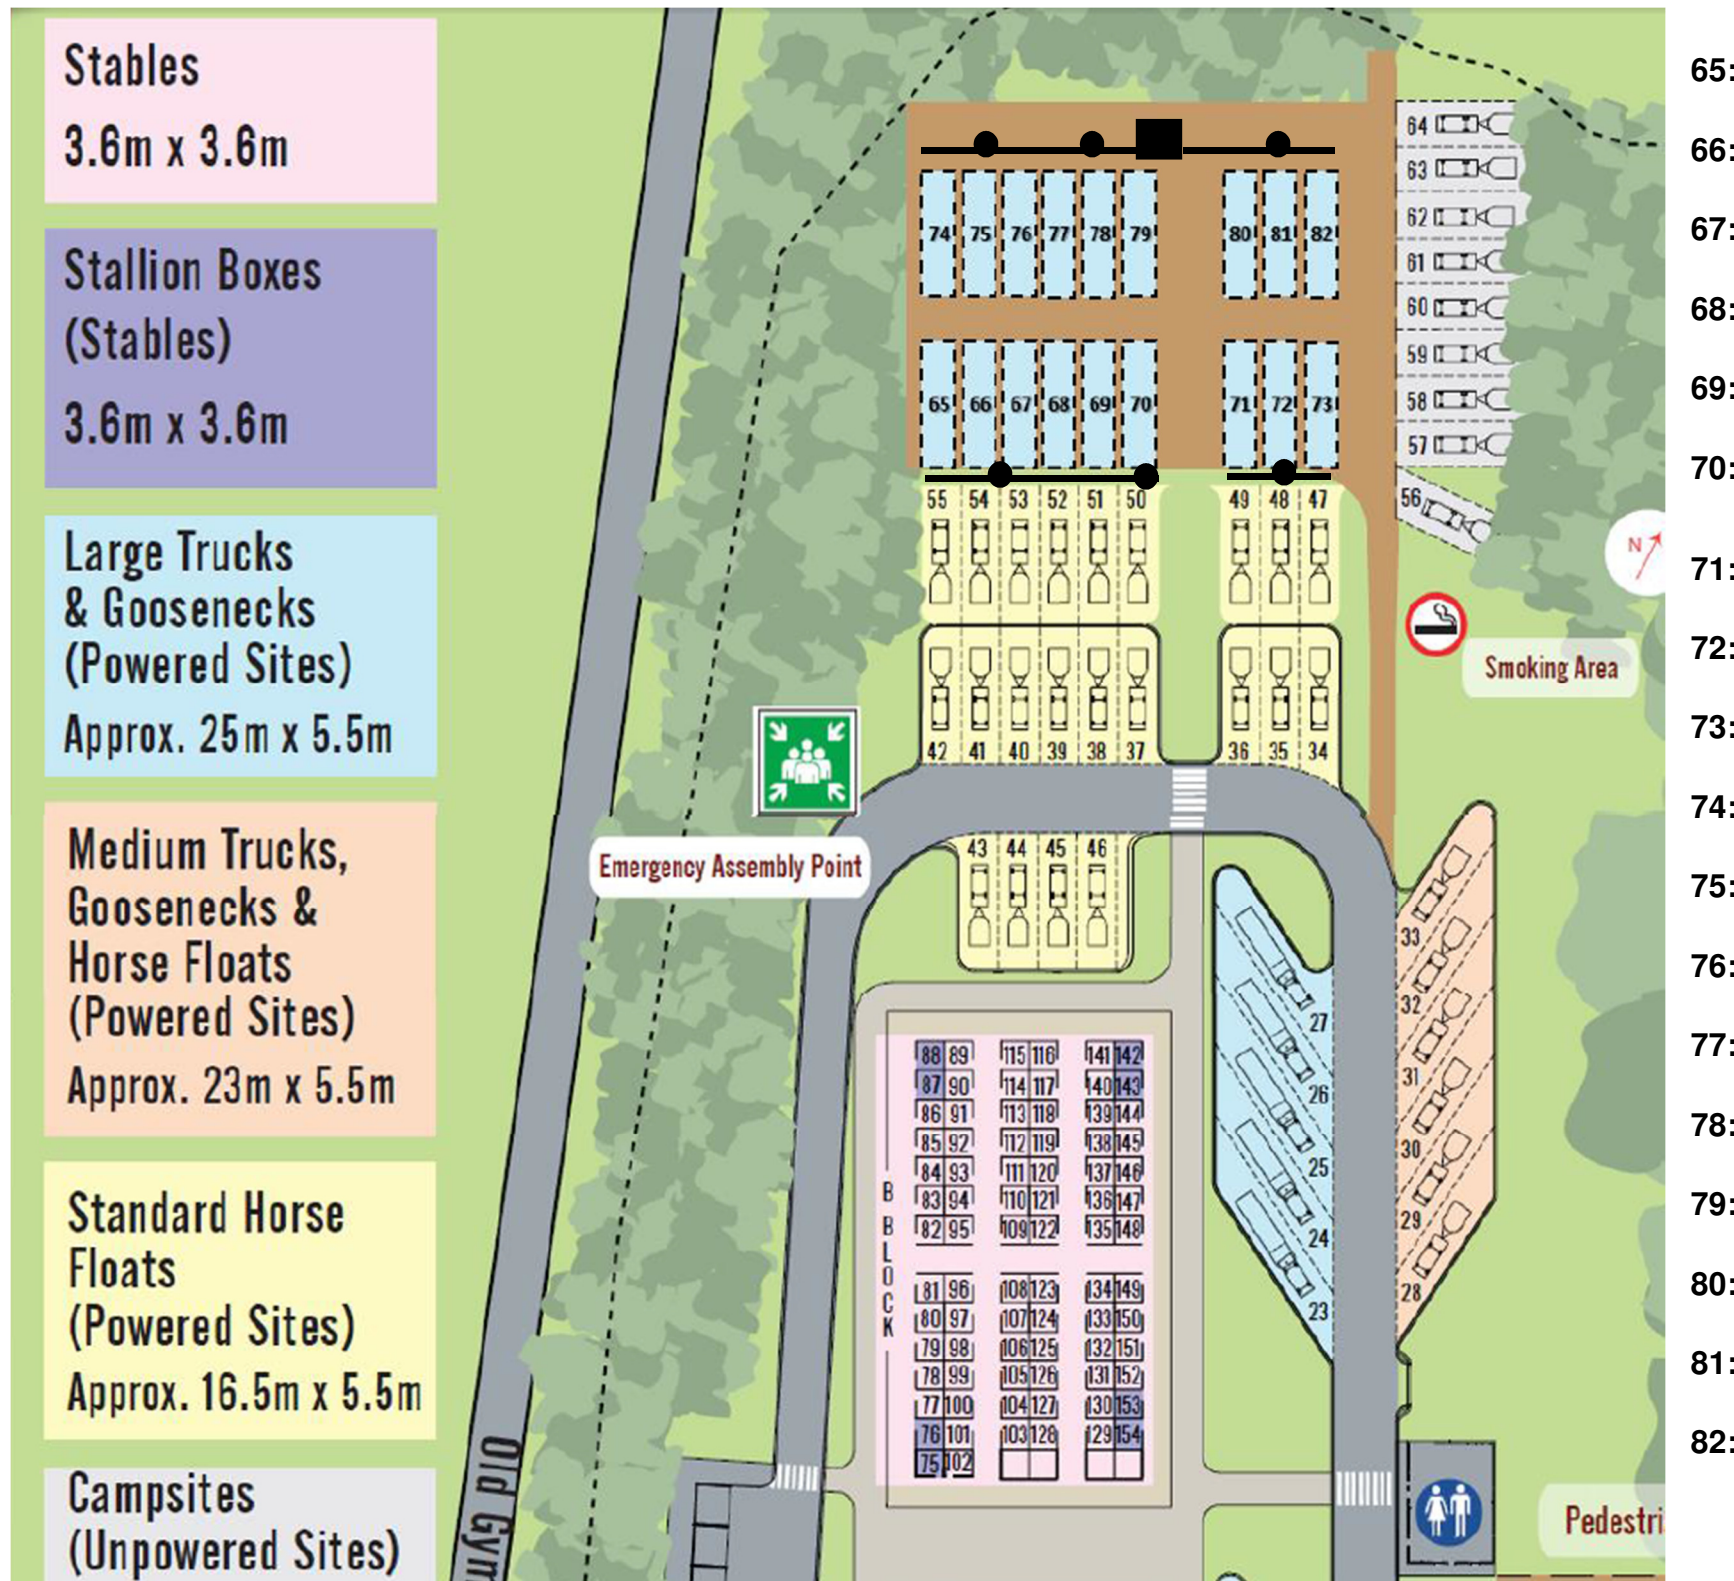 Stables
3.6m x 3.6m
Stallion Boxes
(Stables)
3.6m x 3.6m
Large Trucks
& Goosenecks
(Powered Sites)
Approx. 25m x 5.5m
Medium Trucks,
Goosenecks &
Horse Floats
(Powered Sites)
Approx. 23m x 5.5m
Standard Horse
Floats
(Powered Sites)
Approx. 16.5m x 5.5m
Campsites
(Unpowered Sites)
Old Gym
74 75 76 77 78 79 80 81 82
65 66 67 68 69 70 71 72 73
55 54 53 52 51 50 49 48 47
42 41 40 39 38 37 36 35 34
43 44 45 46
64
63
62
61
60
59
58
57
56
N
Smoking Area
Emergency Assembly Point
33
32
31
30
29
28
27
26
25
24
23
B BLOCK
88 89 115 116 141 142
87 90 114 117 140 143
86 91 113 118 139 144
85 92 112 119 138 145
84 93 111 120 137 146
83 94 110 121 136 147
82 95 109 122 135 148
81 96 108 123 134 149
80 97 107 124 133 150
79 98 106 125 132 151
78 99 105 126 131 152
77 100 104 127 130 153
76 101 103 128 129 154
75 102
Pedestri
65:
66:
67:
68:
69:
70:
71:
72:
73:
74:
75:
76:
77:
78:
79:
80:
81:
82: